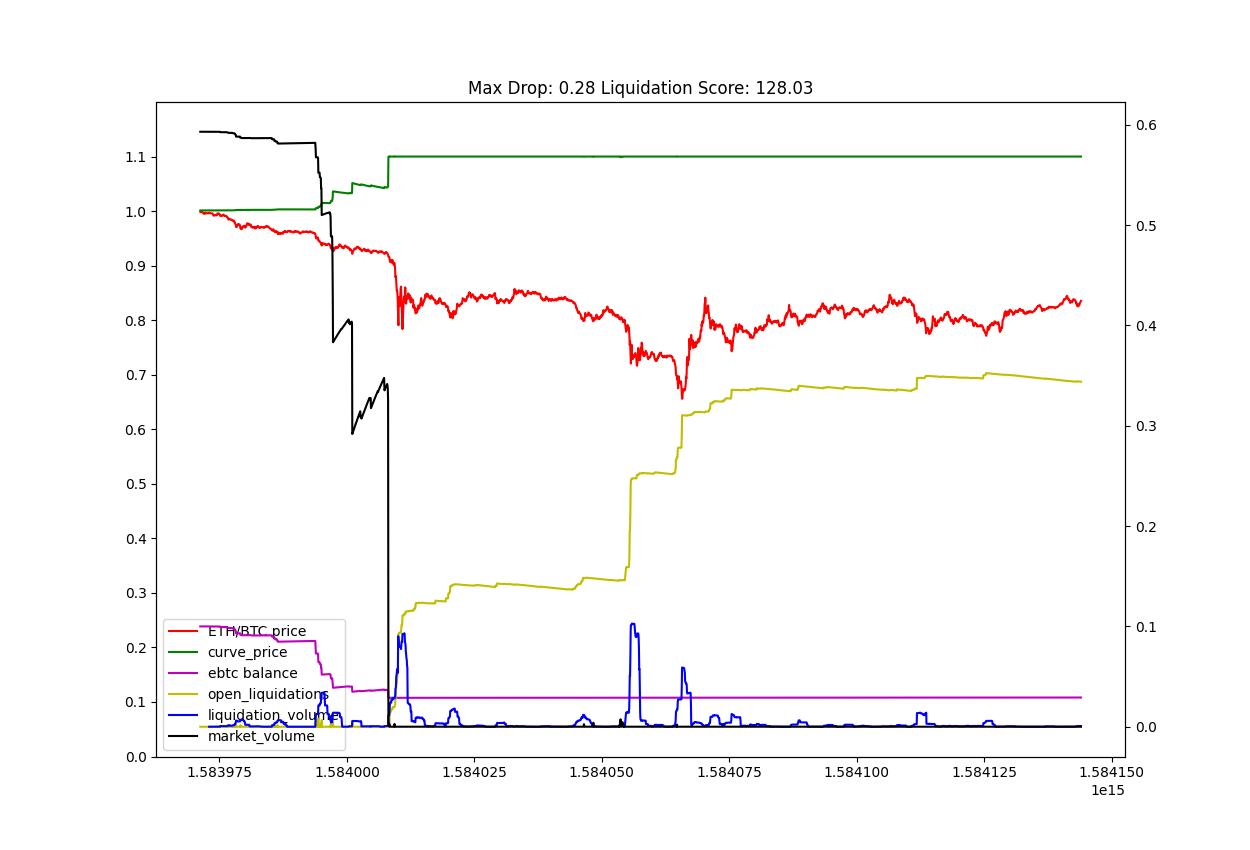 Max Drop: 0.28 Liquidation Score: 128.03
1.1
1.0
0.9
0.8
0.7
0.6
0.5
0.4
0.3
0.2
0.1
0.0
0.6
0.5
0.4
0.3
0.2
0.1
0.0
ETH/BTC price
curve_price
ebtc balance
open_liquidations
liquidation_volume
market_volume
1.583975 1.584000 1.584025 1.584050 1.584075 1.584100 1.584125 1.584150
1e15